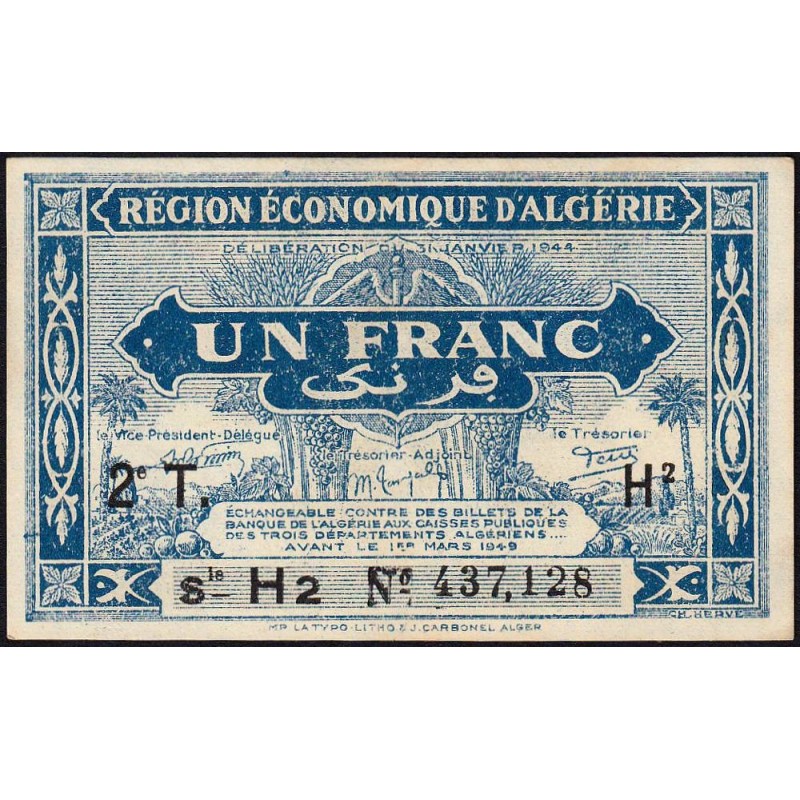 RÉGION ÉCONOMIQUE D'ALGÉRIE
DÉLIBÉRATION DU 31 JANVIER 1944
UN FRANC
فرنك
le Vice-Président-Délégué
le Trésorier-Adjoint
le Trésorier
2e T.
H2
ÉCHANGEABLE CONTRE DES BILLETS DE LA
BANQUE DE L'ALGÉRIE AUX CAISSES PUBLIQUES
DES TROIS DÉPARTEMENTS ALGÉRIENS....
AVANT LE 1ER MARS 1949
Sie H2 No 437,128
CH. HERVÉ
IMP. LA TYPO-LITHO & J. CARBONEL ALGER